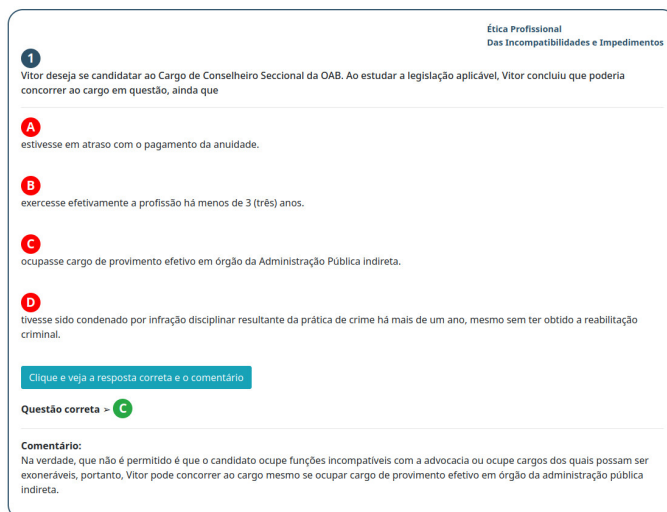 Ética Profissional
Das Incompatibilidades e Impedimentos
1
Vitor deseja se candidatar ao Cargo de Conselheiro Seccional da OAB. Ao estudar a legislação aplicável, Vitor concluiu que poderia
concorrer ao cargo em questão, ainda que
A
estivesse em atraso com o pagamento da anuidade.
B
exercesse efetivamente a profissão há menos de 3 (três) anos.
C
ocupasse cargo de provimento efetivo em órgão da Administração Pública indireta.
D
tivesse sido condenado por infração disciplinar resultante da prática de crime há mais de um ano, mesmo sem ter obtido a reabilitação
criminal.
Clique e veja a resposta correta e o comentário
Questão correta ➢ C
Comentário:
Na verdade, que não é permitido é que o candidato ocupe funções incompatíveis com a advocacia ou ocupe cargos dos quais possam ser
exoneráveis, portanto, Vitor pode concorrer ao cargo mesmo se ocupar cargo de provimento efetivo em órgão da administração pública
indireta.